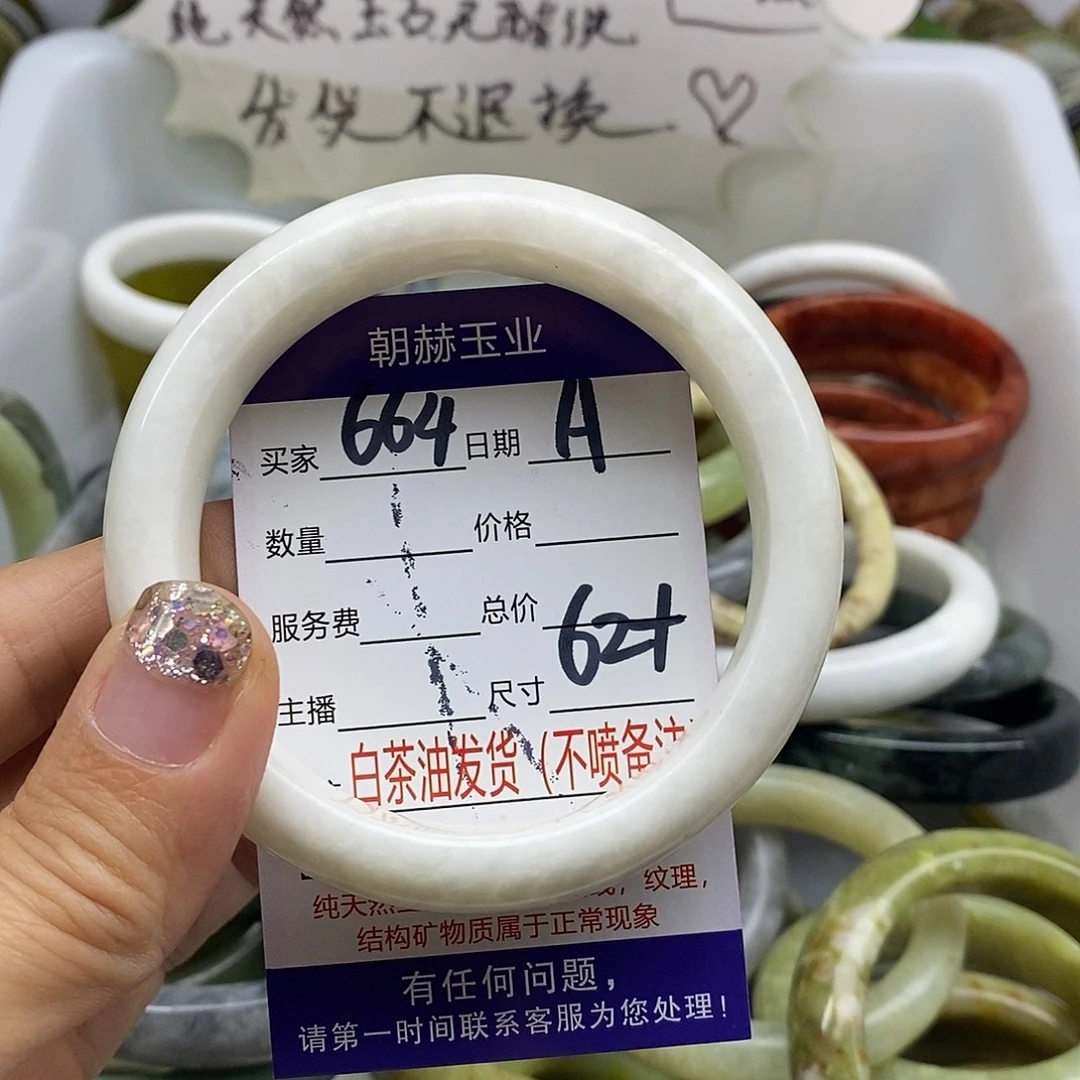 纯天然玉石无酸洗
发货不退换 ♡
朝赫玉业
买家 664 日期 A
数量 价格
服务费 总价
主播 尺寸 62+
白茶油发货（不喷备注
纯天然 纹理，
结构矿物质属于正常现象
有任何问题，
请第一时间联系客服为您处理！